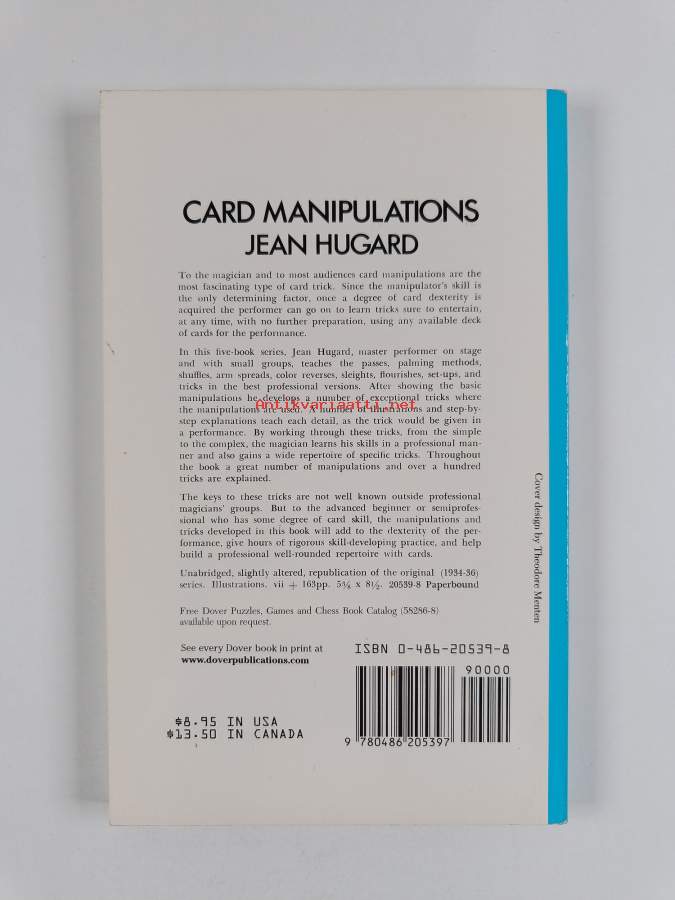 CARD MANIPULATIONS
JEAN HUGARD
To the magician and to most audiences card manipulations are the
most fascinating type of card trick. Since the manipulator's skill is
the only determining factor, once a degree of card dexterity is
acquired the performer can go on to learn tricks sure to entertain,
at any time, with no further preparation, using any available deck
of cards for the performance.
In this five-book series, Jean Hugard, master performer on stage
and with small groups, teaches the passes, palming methods,
shuffles, arm spreads, color reverses, sleights, flourishes, set-ups, and
tricks in the best professional versions. After showing the basic
manipulations he develops a number of exceptional tricks where
Antikvariaatti.net
the manipulations are used. A number of illustrations and step-by-
step explanations teach each detail, as the trick would be given in
a performance. By working through these tricks, from the simple
to the complex, the magician learns his skills in a professional man-
ner and also gains a wide repertoire of specific tricks. Throughout
the book a great number of manipulations and over a hundred
tricks are explained.
The keys to these tricks are not well known outside professional
magicians' groups. But to the advanced beginner or semiprofes-
sional who has some degree of card skill, the manipulations and
tricks developed in this book will add to the dexterity of the per-
formance, give hours of rigorous skill-developing practice, and help
build a professional well-rounded repertoire with cards.
Unabridged, slightly altered, republication of the original (1934-36)
series. Illustrations. vii + 163pp. 5⅜ x 8½. 20539-8 Paperbound
Free Dover Puzzles, Games and Chess Book Catalog (58286-8)
available upon request.
See every Dover book in print at
www.doverpublications.com
ISBN 0-486-20539-8
90000
9 780486 205397
$8.95 IN USA
$13.50 IN CANADA
Cover design by Theodore Menten